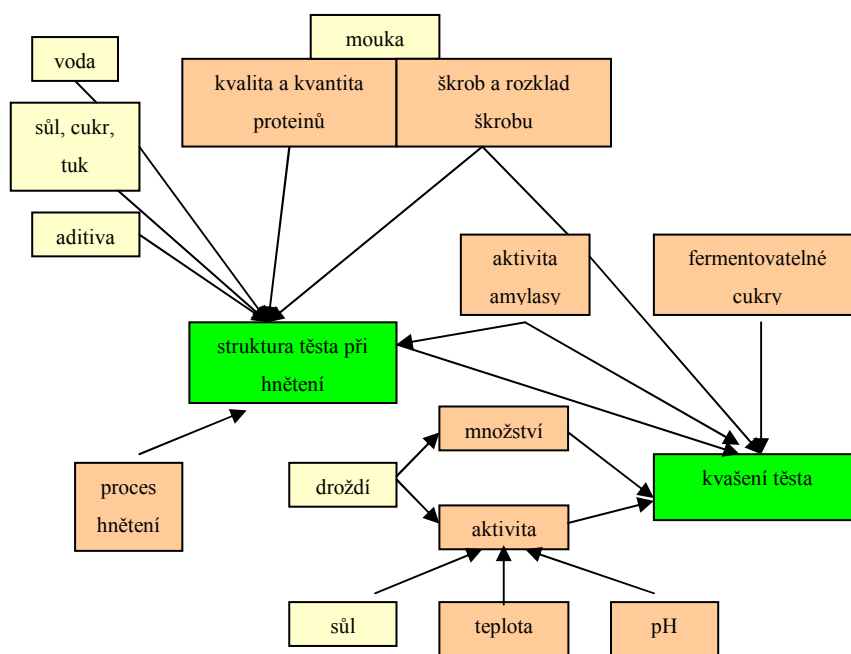 mouka
voda
kvalita a kvantita
proteinů
škrob a rozklad
škrobu
sůl, cukr,
tuk
aditiva
aktivita
amylasy
fermentovatelné
cukry
struktura těsta při
hnětení
množství
proces
hnětení
droždí
kvašení těsta
aktivita
sůl
teplota
pH